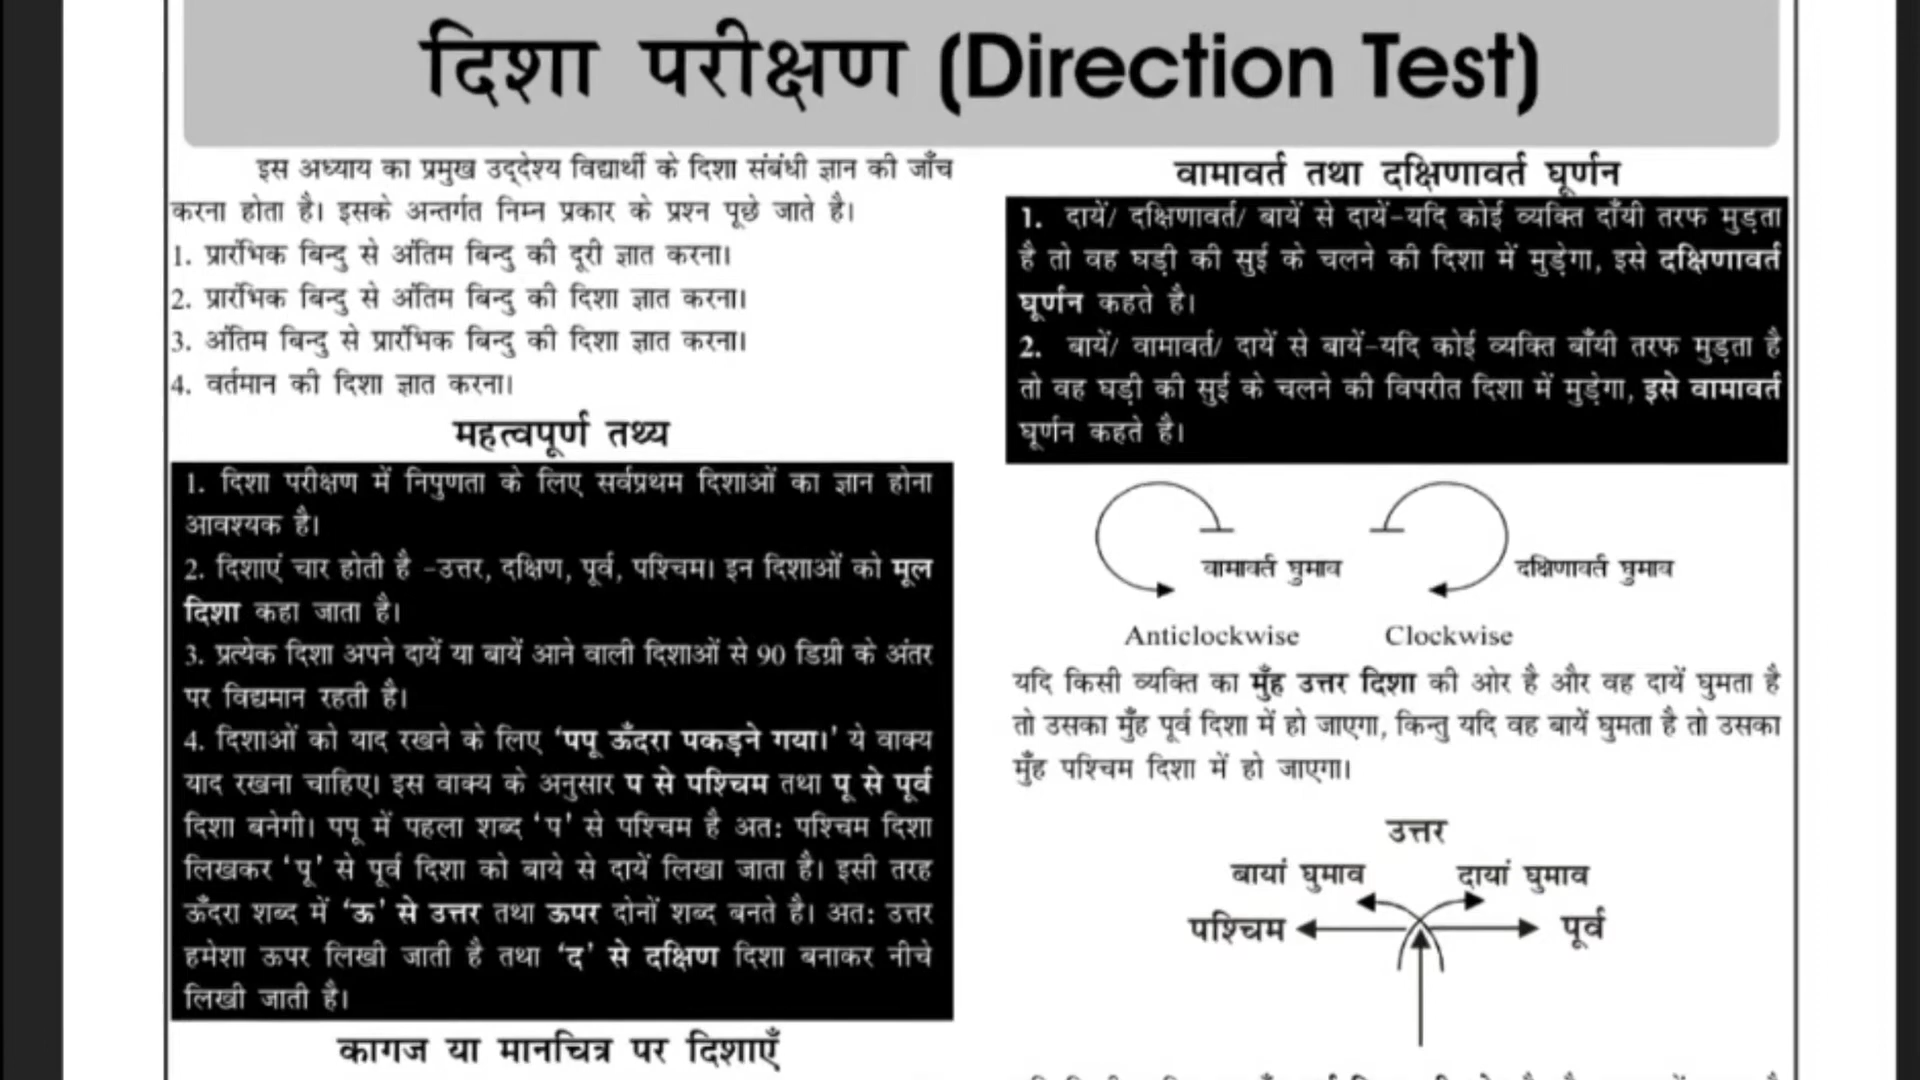 दिशा परीक्षण (Direction Test)
इस अध्याय का प्रमुख उद्देश्य विद्यार्थी के दिशा संबंधी ज्ञान की जाँच
करना होता है। इसके अन्तर्गत निम्न प्रकार के प्रश्न पूछे जाते है।
1. प्रारंभिक बिन्दु से अंतिम बिन्दु की दूरी ज्ञात करना।
2. प्रारंभिक बिन्दु से अंतिम बिन्दु की दिशा ज्ञात करना।
3. अंतिम बिन्दु से प्रारंभिक बिन्दु की दिशा ज्ञात करना।
4. वर्तमान की दिशा ज्ञात करना।
महत्वपूर्ण तथ्य
1. दिशा परीक्षण में निपुणता के लिए सर्वप्रथम दिशाओं का ज्ञान होना
आवश्यक है।
2. दिशाएं चार होती है -उत्तर, दक्षिण, पूर्व, पश्चिम। इन दिशाओं को मूल
दिशा कहा जाता है।
3. प्रत्येक दिशा अपने दायें या बायें आने वाली दिशाओं से 90 डिग्री के अंतर
पर विद्यमान रहती है।
4. दिशाओं को याद रखने के लिए ‘पपू ऊँदरा पकड़ने गया।’ ये वाक्य
याद रखना चाहिए। इस वाक्य के अनुसार प से पश्चिम तथा पू से पूर्व
दिशा बनेगी। पपू में पहला शब्द ‘प’ से पश्चिम है अत: पश्चिम दिशा
लिखकर ‘पू’ से पूर्व दिशा को बाये से दायें लिखा जाता है। इसी तरह
ऊँदरा शब्द में ‘ऊ’ से उत्तर तथा ऊपर दोनों शब्द बनते है। अत: उत्तर
हमेशा ऊपर लिखी जाती है तथा ‘द’ से दक्षिण दिशा बनाकर नीचे
लिखी जाती है।
कागज या मानचित्र पर दिशाएँ
वामावर्त तथा दक्षिणावर्त घूर्णन
1. दायें/ दक्षिणावर्त/ बायें से दायें-यदि कोई व्यक्ति दाँयी तरफ मुड़ता
है तो वह घड़ी की सुई के चलने की दिशा में मुड़ेगा, इसे दक्षिणावर्त
घूर्णन कहते है।
2. बायें/ वामावर्त/ दायें से बायें-यदि कोई व्यक्ति बाँयी तरफ मुड़ता है
तो वह घड़ी की सुई के चलने की विपरीत दिशा में मुड़ेगा, इसे वामावर्त
घूर्णन कहते है।
वामावर्त घुमाव
दक्षिणावर्त घुमाव
Anticlockwise
Clockwise
यदि किसी व्यक्ति का मुँह उत्तर दिशा की ओर है और वह दायें घुमता है
तो उसका मुँह पूर्व दिशा में हो जाएगा, किन्तु यदि वह बायें घुमता है तो उसका
मुँह पश्चिम दिशा में हो जाएगा।
उत्तर
बायां घुमाव
दायां घुमाव
पश्चिम
पूर्व